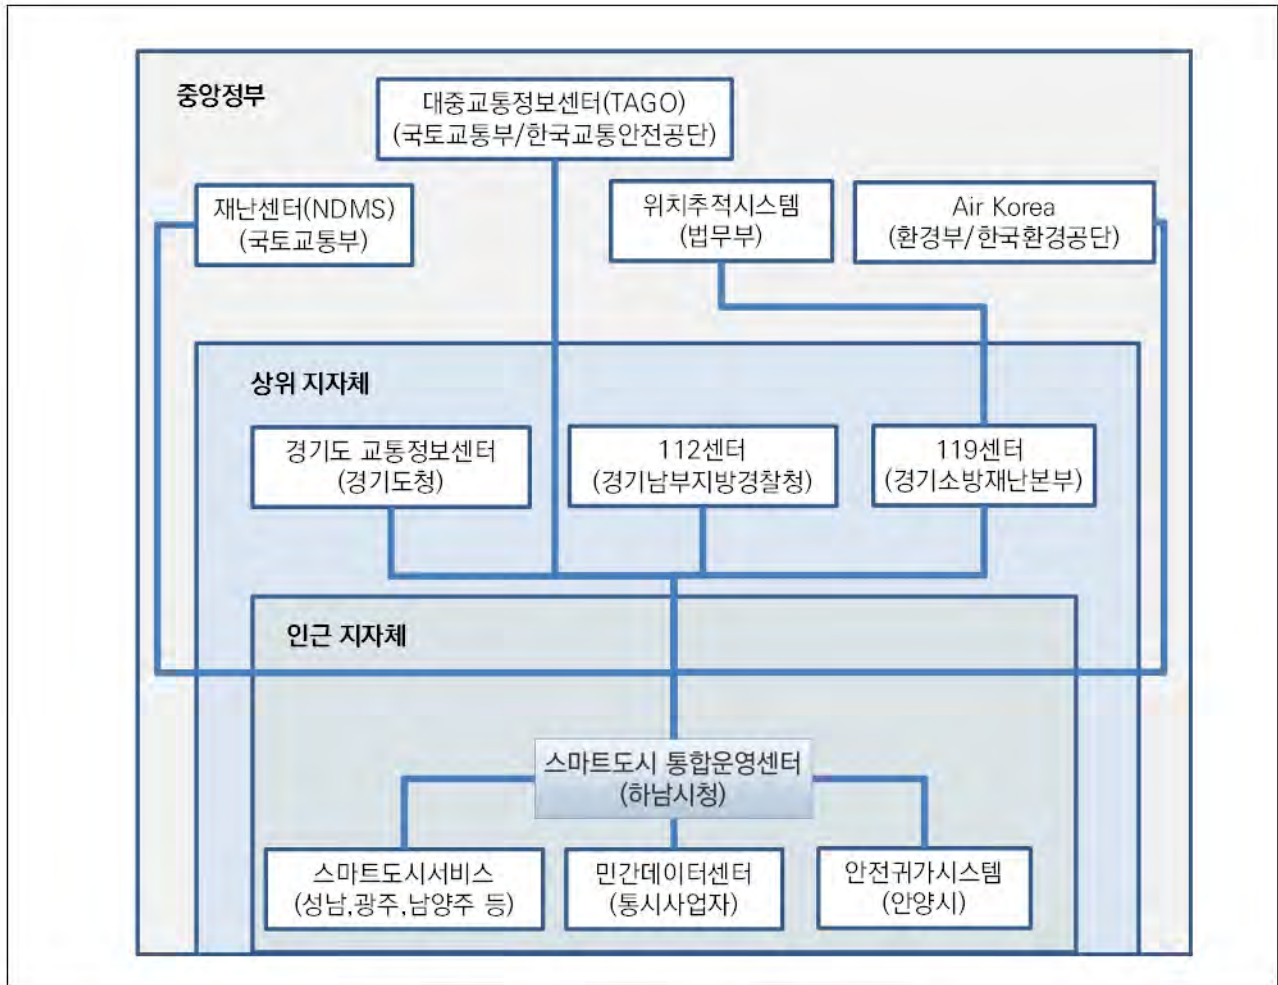 중앙정부
대중교통정보센터(TAGO)
(국토교통부/한국교통안전공단)
재난센터(NDMS)
(국토교통부)
위치추적시스템
(법무부)
Air Korea
(환경부/한국환경공단)
상위 지자체
경기도 교통정보센터
(경기도청)
112센터
(경기남부지방경찰청)
119센터
(경기소방재난본부)
인근 지자체
스마트도시 통합운영센터
(하남시청)
스마트도시서비스
(성남,광주,남양주 등)
민간데이터센터
(통시사업자)
안전귀가시스템
(안양시)